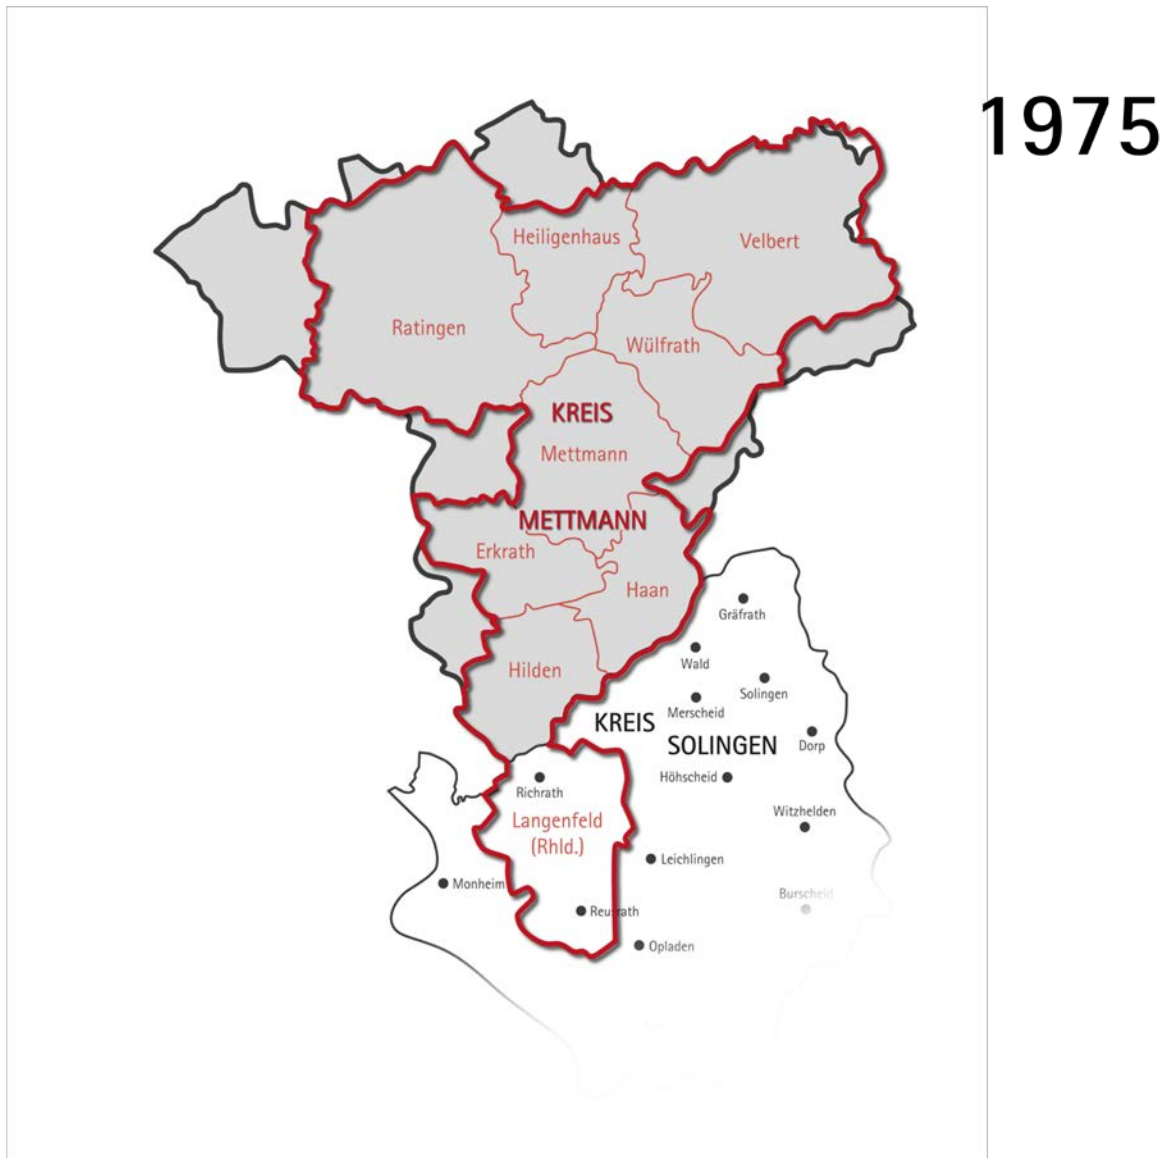 1975
Heiligenhaus
Velbert
Ratingen
Wülfrath
KREIS
Mettmann
METTMANN
Erkrath
Haan
Gräfrath
Wald
Hilden
Solingen
Merscheid
KREIS
SOLINGEN
Dorp
Höhscheid
Richrath
Witzhelden
Langenfeld
(Rhld.)
Leichlingen
Monheim
Burscheid
Reusrath
Opladen